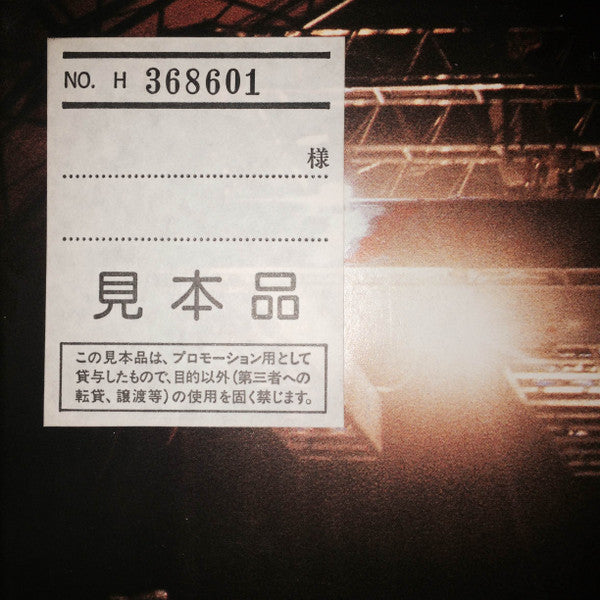 NO. H 368601
様
見本品
この見本品は、プロモーション用として
貸与したもので、目的以外(第三者への
転貸、譲渡等)の使用を固く禁じます。